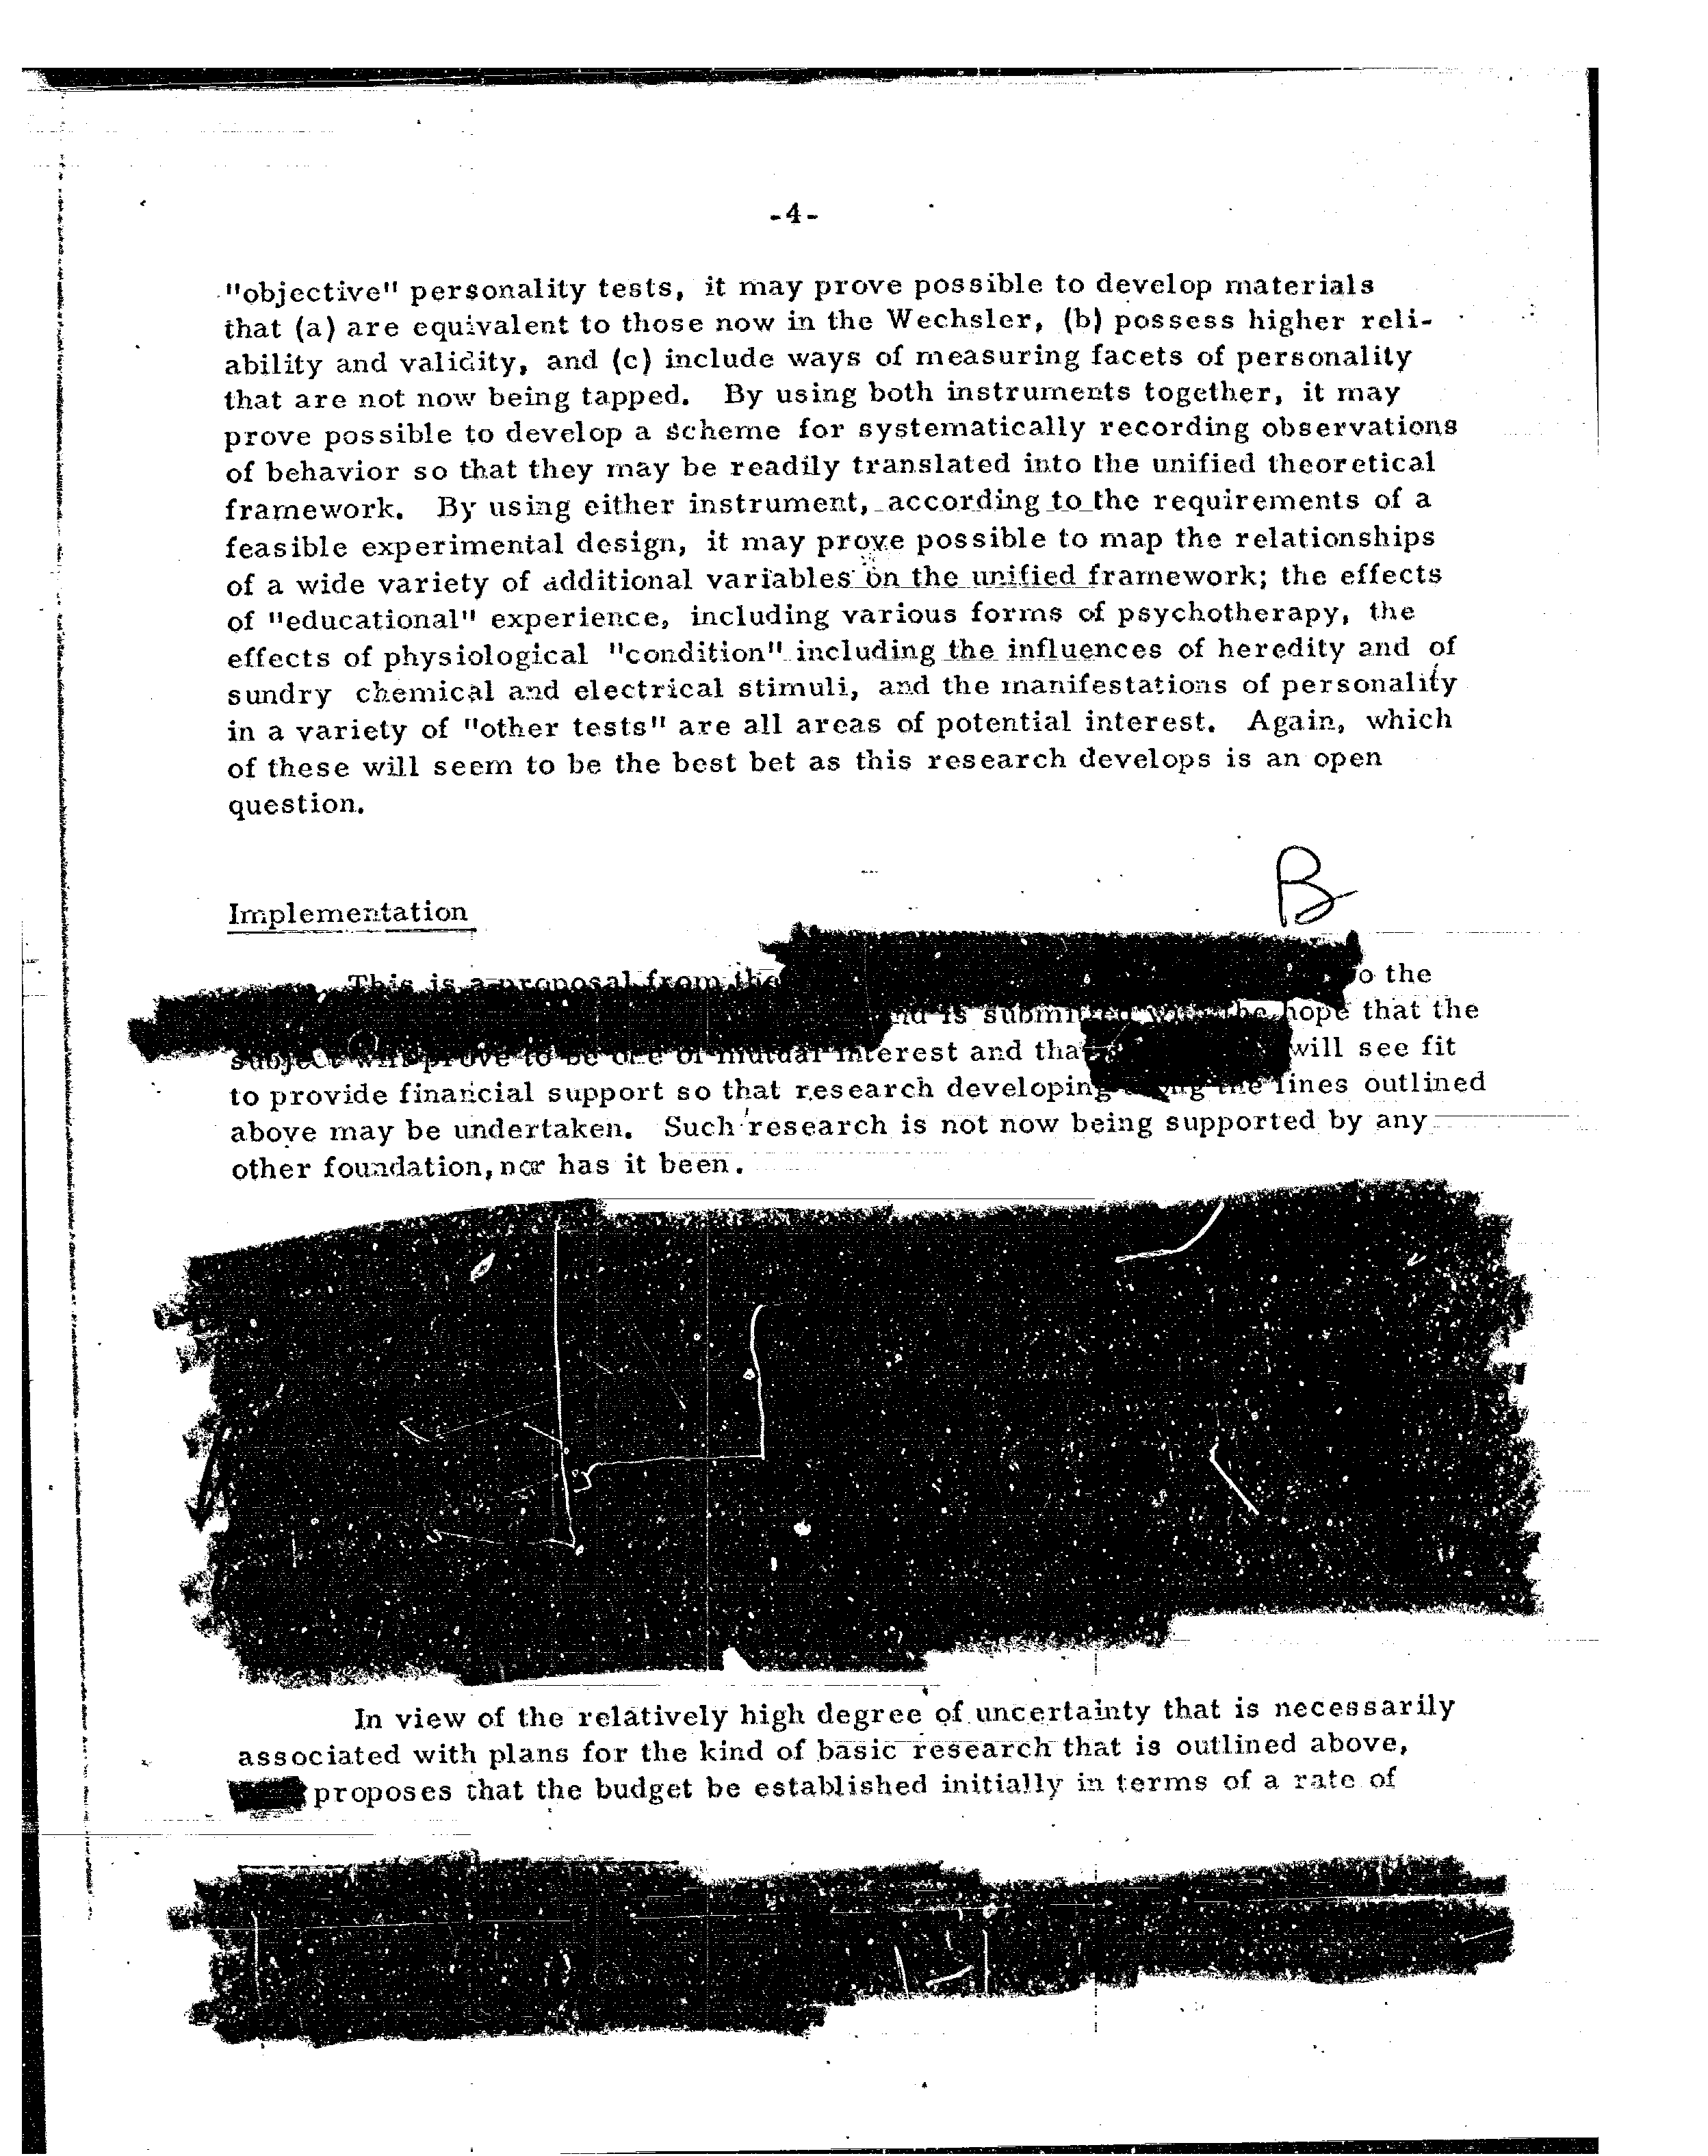 -4-
"objective" personality tests, it may prove possible to develop materials
that (a) are equivalent to those now in the Wechsler, (b) possess higher reli-
ability and validity, and (c) include ways of measuring facets of personality
that are not now being tapped. By using both instruments together, it may
prove possible to develop a scheme for systematically recording observations
of behavior so that they may be readily translated into the unified theoretical
framework. By using either instrument, according to the requirements of a
feasible experimental design, it may prove possible to map the relationships
of a wide variety of additional variables on the unified framework; the effects
of "educational" experience, including various forms of psychotherapy, the
effects of physiological "condition" including the influences of heredity and of
sundry chemical and electrical stimuli, and the manifestations of personality
in a variety of "other tests" are all areas of potential interest. Again, which
of these will seem to be the best bet as this research develops is an open
question.
B
Implementation
This is a proposal from the the
is submitted with the hope that the
subject will prove to be one of mutual interest and that will see fit
to provide financial support so that research developing along the lines outlined
above may be undertaken. Such research is not now being supported by any
other foundation, nor has it been.
In view of the relatively high degree of uncertainty that is necessarily
associated with plans for the kind of basic research that is outlined above,
proposes that the budget be established initially in terms of a rate of